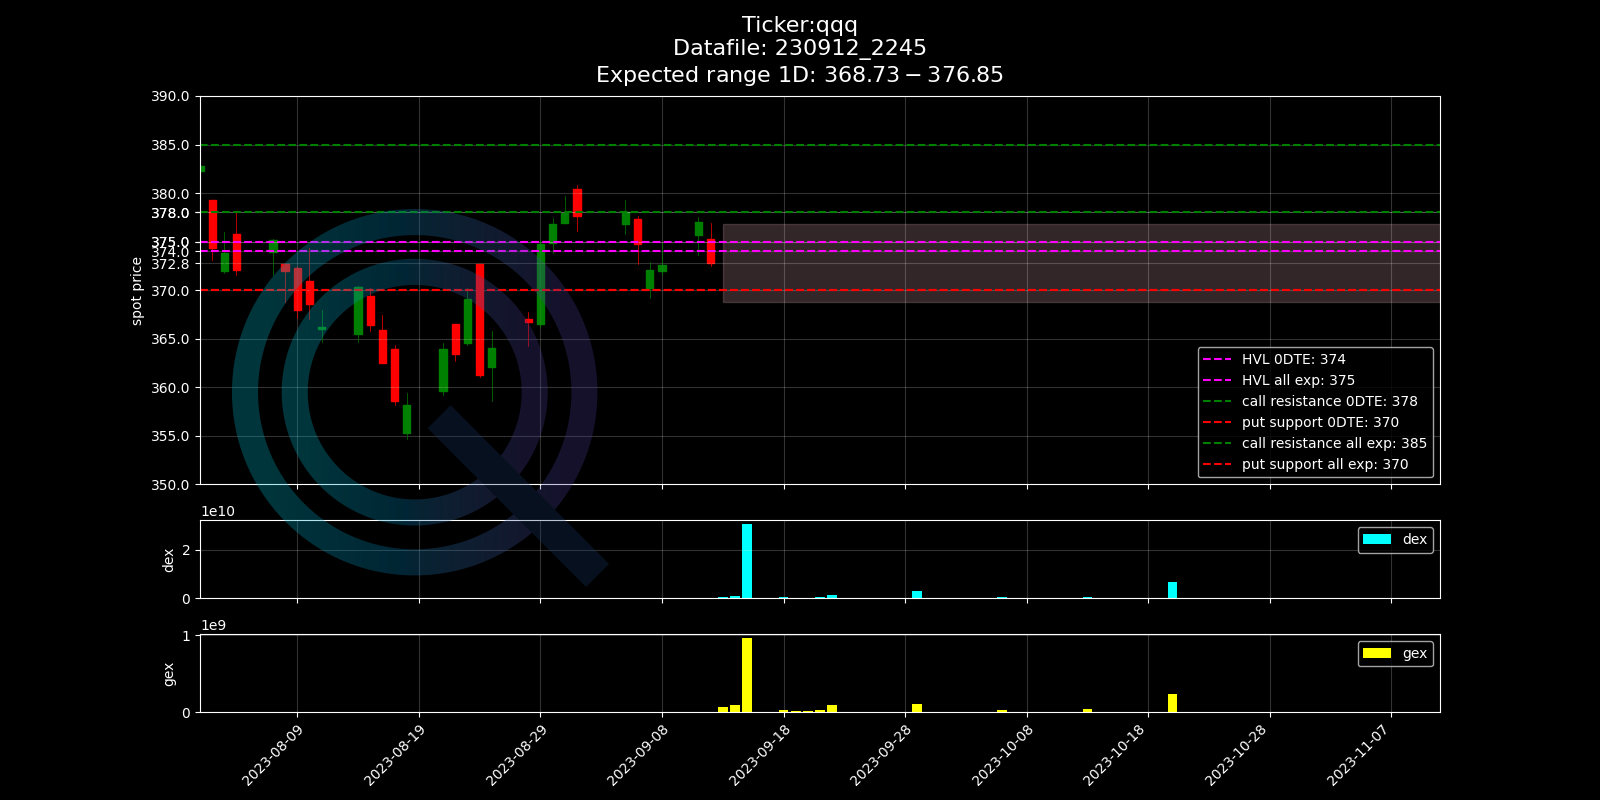 Ticker:qqq
Datafile: 230912_2245
Expected range 1D: 368.73 − 376.85
390.0
385.0
380.0
378.0
375.0
374.0
372.8
370.0
365.0
360.0
355.0
350.0
spot price
HVL 0DTE: 374
HVL all exp: 375
call resistance 0DTE: 378
put support 0DTE: 370
call resistance all exp: 385
put support all exp: 370
1e10
2
0
dex
dex
1e9
1
0
gex
gex
2023-08-09
2023-08-19
2023-08-29
2023-09-08
2023-09-18
2023-09-28
2023-10-08
2023-10-18
2023-10-28
2023-11-07